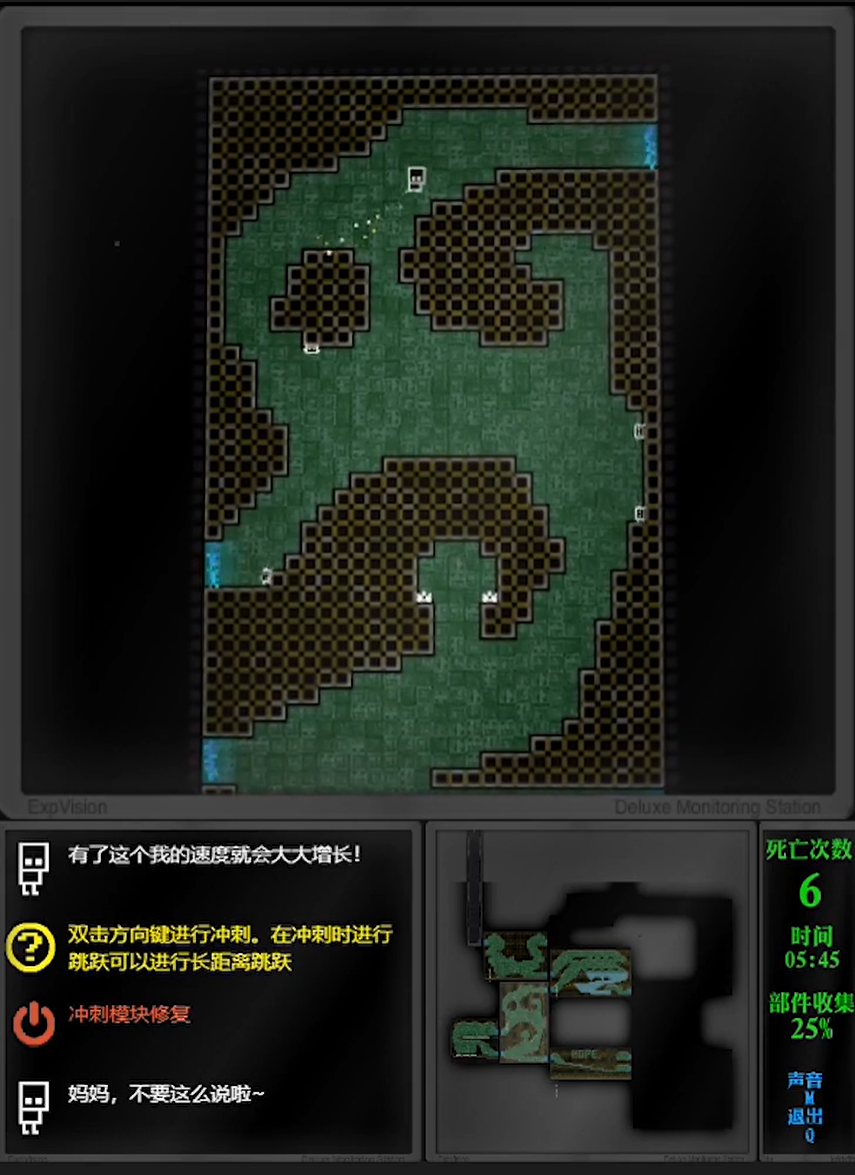 ExpVision
Deluxe Monitoring Station
有了这个我的速度就会大大增长！
双击方向键进行冲刺。在冲刺时进行
跳跃可以进行长距离跳跃
冲刺模块修复
妈妈，不要这么说啦~
HOPE
死亡次数
6
时间
05:45
部件收集
25%
声音
M
退出
Q